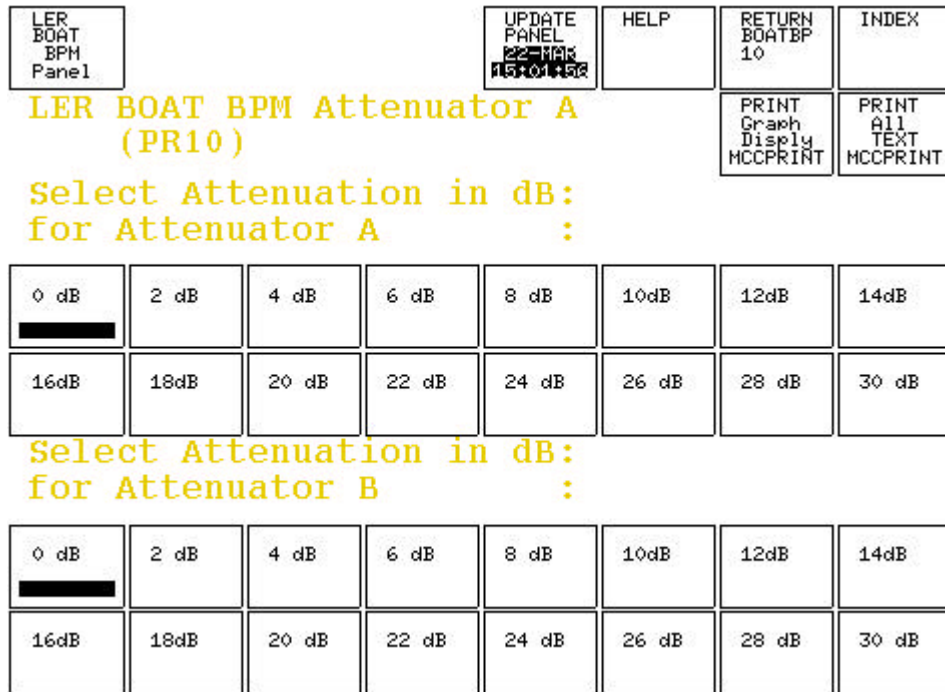 LER
BOAT
BPM
Panel
UPDATE
PANEL
22-MAR
15:01:56
HELP
RETURN
BOATBP
10
INDEX
LER BOAT BPM Attenuator A
(PR10)
PRINT
Graph
Disply
MCCPRINT
PRINT
All
TEXT
MCCPRINT
Select Attenuation in dB:
for Attenuator A :
0 dB 2 dB 4 dB 6 dB 8 dB 10dB 12dB 14dB
16dB 18dB 20 dB 22 dB 24 dB 26 dB 28 dB 30 dB
Select Attenuation in dB:
for Attenuator B :
0 dB 2 dB 4 dB 6 dB 8 dB 10dB 12dB 14dB
16dB 18dB 20 dB 22 dB 24 dB 26 dB 28 dB 30 dB